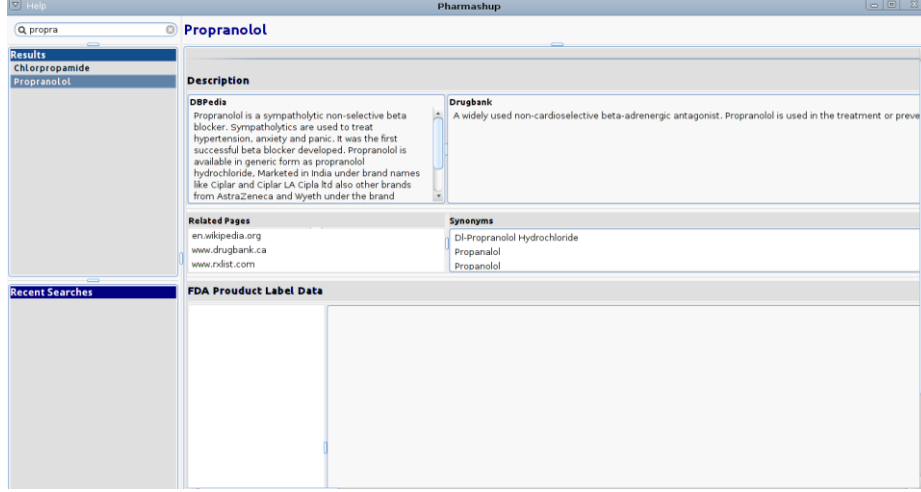 Help
Pharmashup
propra
Propranolol
Results
Chlorpropamide
Propranolol
Description
DBPedia
Propranolol is a sympatholytic non-selective beta
blocker. Sympatholytics are used to treat
hypertension, anxiety and panic. It was the first
successful beta blocker developed. Propranolol is
available in generic form as propranolol
hydrochloride, Marketed in India under brand names
like Ciplar and Ciplar LA Cipla ltd also other brands
from AstraZeneca and Wyeth under the brand
Drugbank
A widely used non-cardioselective beta-adrenergic antagonist. Propranolol is used in the treatment or preve
Related Pages
en.wikipedia.org
www.drugbank.ca
www.rxlist.com
Synonyms
Dl-Propranolol Hydrochloride
Propanalol
Propanolol
Recent Searches
FDA Prouduct Label Data